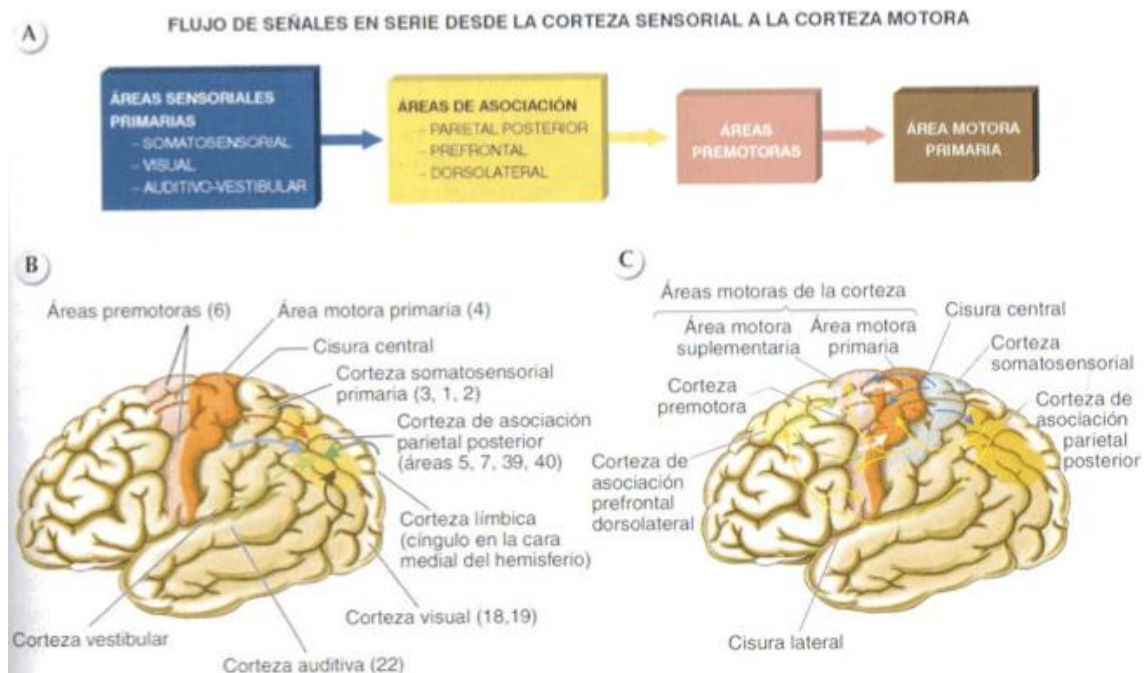 A
FLUJO DE SEÑALES EN SERIE DESDE LA CORTEZA SENSORIAL A LA CORTEZA MOTORA
ÁREAS SENSORIALES
PRIMARIAS
– SOMATOSENSORIAL
– VISUAL
– AUDITIVO-VESTIBULAR
ÁREAS DE ASOCIACIÓN
– PARIETAL POSTERIOR
– PREFRONTAL
– DORSOLATERAL
ÁREAS
PREMOTORAS
ÁREA MOTORA
PRIMARIA
B
Áreas premotoras (6)
Área motora primaria (4)
Cisura central
Corteza somatosensorial
primaria (3, 1, 2)
Corteza de asociación
parietal posterior
(áreas 5, 7, 39, 40)
Corteza límbica
(cíngulo en la cara
medial del hemisferio)
Corteza visual (18,19)
Corteza vestibular
Corteza auditiva (22)
C
Áreas motoras de la corteza
Área motora
suplementaria
Área motora
primaria
Cisura central
Corteza
somatosensorial
Corteza
premotora
Corteza de
asociación
parietal
posterior
Corteza de
asociación
prefrontal
dorsolateral
Cisura lateral